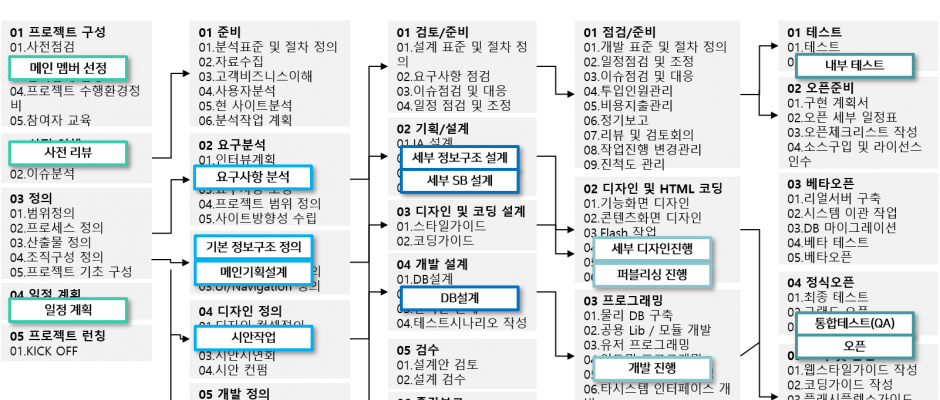 01 프로젝트 구성
01.사전점검
메인 멤버 선정
04.프로젝트 수행환경정
비
05.참여자 교육
사전 리뷰
02.이슈분석
03 정의
01.범위정의
02.프로세스 정의
03.산출물 정의
04.조직구성 정의
05.프로젝트 기초 구성
04 일정 계획
일정 계획
05 프로젝트 런칭
01.KICK OFF
01 준비
01.분석표준 및 절차 정의
02.자료수집
03.고객비즈니스이해
04.사용자분석
05.현 사이트분석
06.분석작업 계획
02 요구분석
01.인터뷰계획
요구사항 분석
04.프로젝트 범위 정의
05.사이트방향성 수립
기본 정보구조 정의
메인기획설계
03.UI/Navigation 정의
04 디자인 정의
시안작업
03.시안시연회
04.시안 컨펌
05 개발 정의
01 검토/준비
01.설계 표준 및 절차 정
의
02.요구사항 점검
03.이슈점검 및 대응
04.일정 점검 및 조정
02 기획/설계
01.IA 설계
세부 정보구조 설계
세부 SB 설계
03 디자인 및 코딩 설계
01.스타일가이드
02.코딩가이드
04 개발 설계
01.DB설계
DB설계
04.테스트시나리오 작성
05 검수
01.설계안 검토
02.설계 검수
01 점검/준비
01.개발 표준 및 절차 정의
02.일정점검 및 조정
03.이슈점검 및 대응
04.투입인원관리
05.비용지출관리
06.정기보고
07.리뷰 및 검토회의
08.작업진행 변경관리
09.진척도 관리
02 디자인 및 HTML 코딩
01.기능화면 디자인
02.콘텐츠화면 디자인
03.Flash 작업
세부 디자인진행
퍼블리싱 진행
03 프로그래밍
01.물리 DB 구축
02.공용 Lib / 모듈 개발
03.유저 프로그래밍
개발 진행
06.타시스템 인터페이스 개
01 테스트
01.테스트
내부 테스트
02 오픈준비
01.구현 계획서
02.오픈 세부 일정표
03.오픈체크리스트 작성
04.소스구입 및 라이선스
인수
03 베타오픈
01.리얼서버 구축
02.시스템 이관 작업
03.DB 마이그레이션
04.베타 테스트
05.베타오픈
04 정식오픈
01.최종 테스트
통합테스트(QA)
오픈
01.웹스타일가이드 작성
02.코딩가이드 작성
03.플래시플렉스가이드